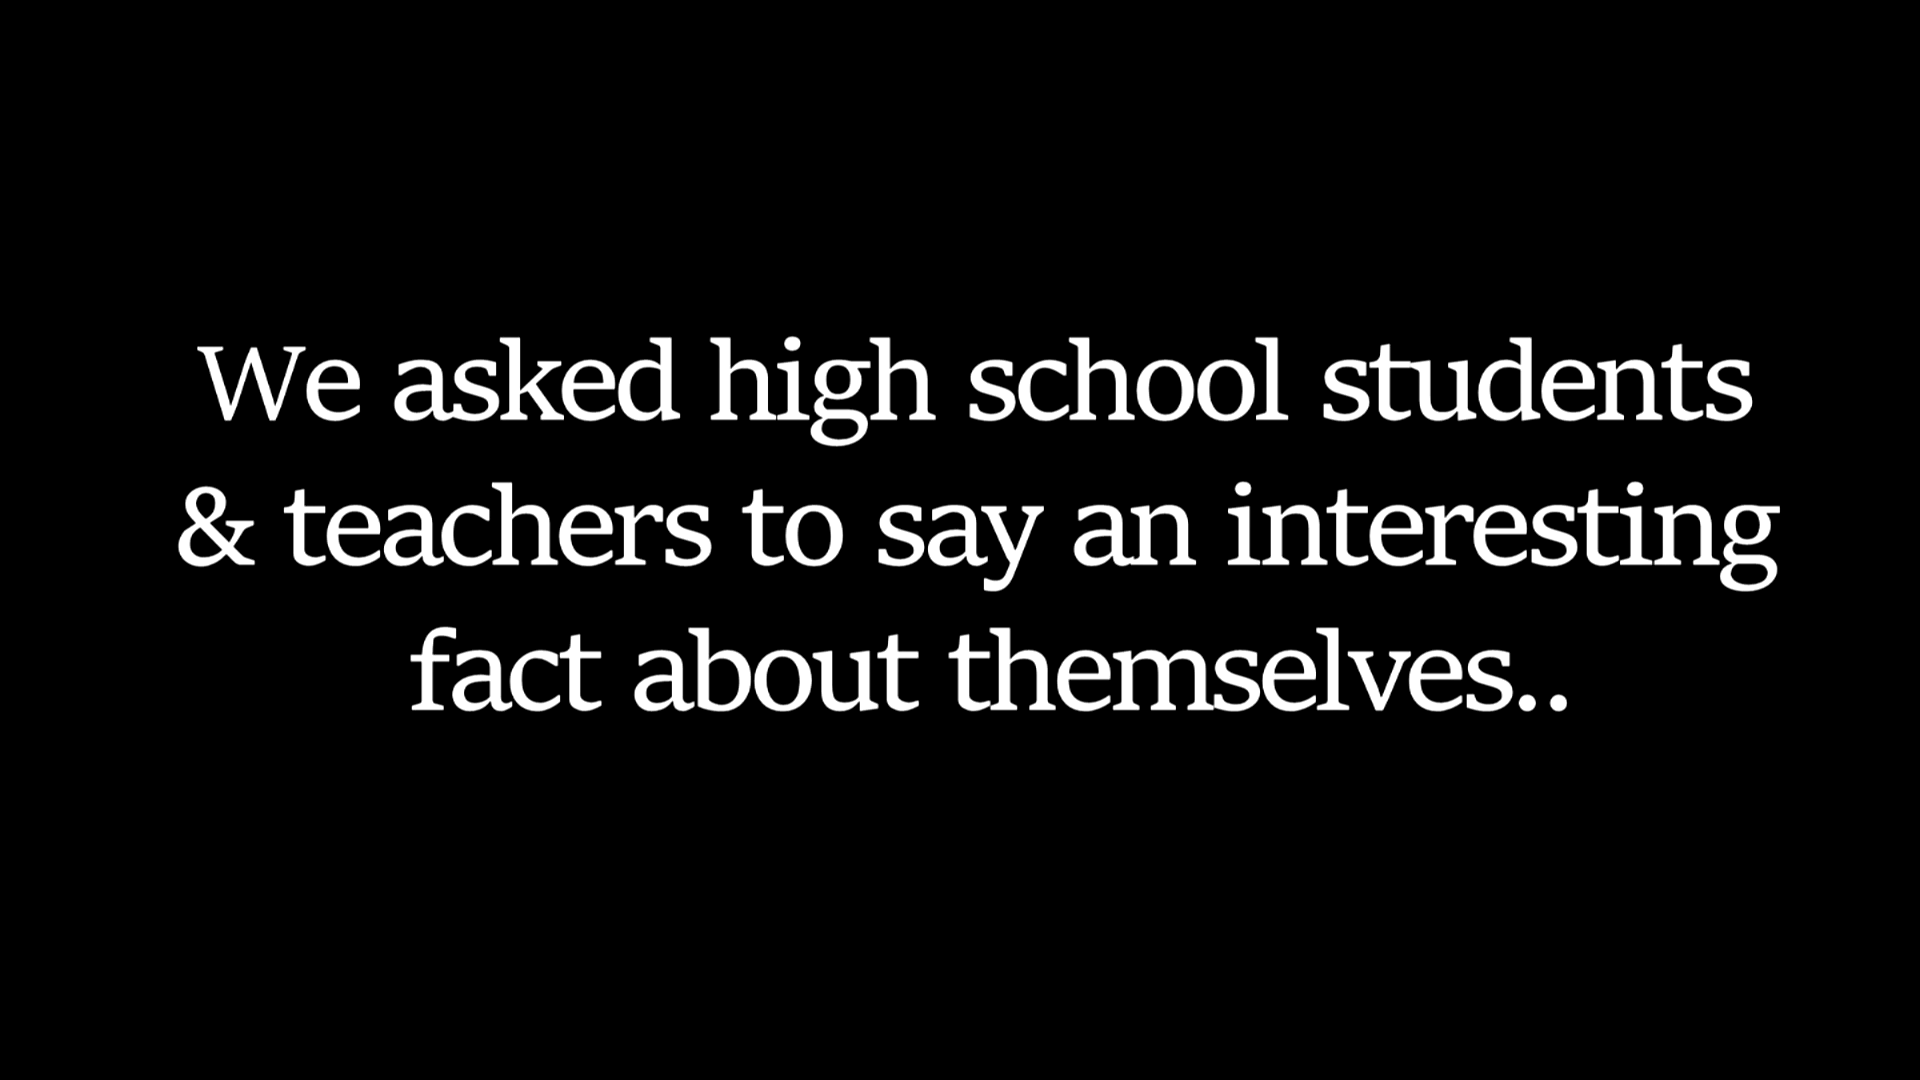 We asked high school students
& teachers to say an interesting
fact about themselves..